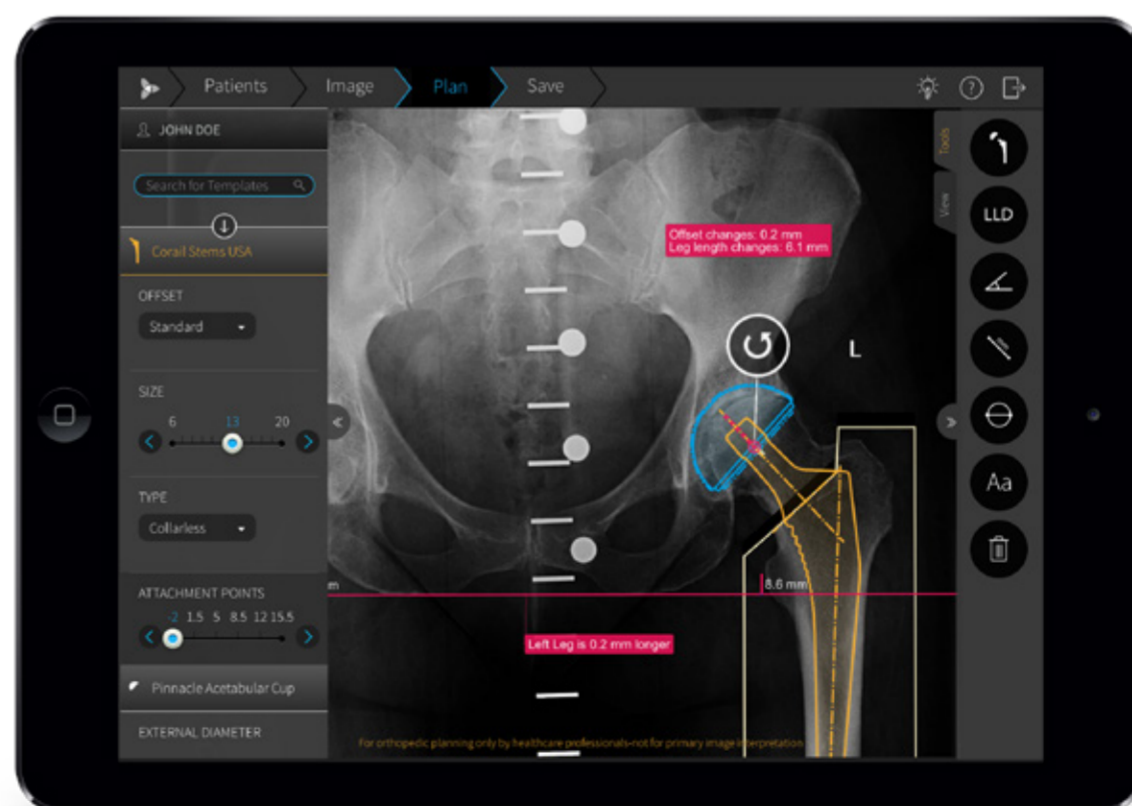 Patients
Image
Plan
Save
JOHN DOE
Search for Templates
Corail Stems USA
OFFSET
Standard
SIZE
6 13 20
TYPE
Collarless
ATTACHMENT POINTS
-2 1.5 5 8.5 12 15.5
Pinnacle Acetabular Cup
EXTERNAL DIAMETER
Offset changes: 0.2 mm
Leg length changes: 6.1 mm
L
m
8.6 mm
Left Leg is 0.2 mm longer
For orthopedic planning only by healthcare professionals-not for primary image interpretation
Tools
View
?
LLD
mm
Aa